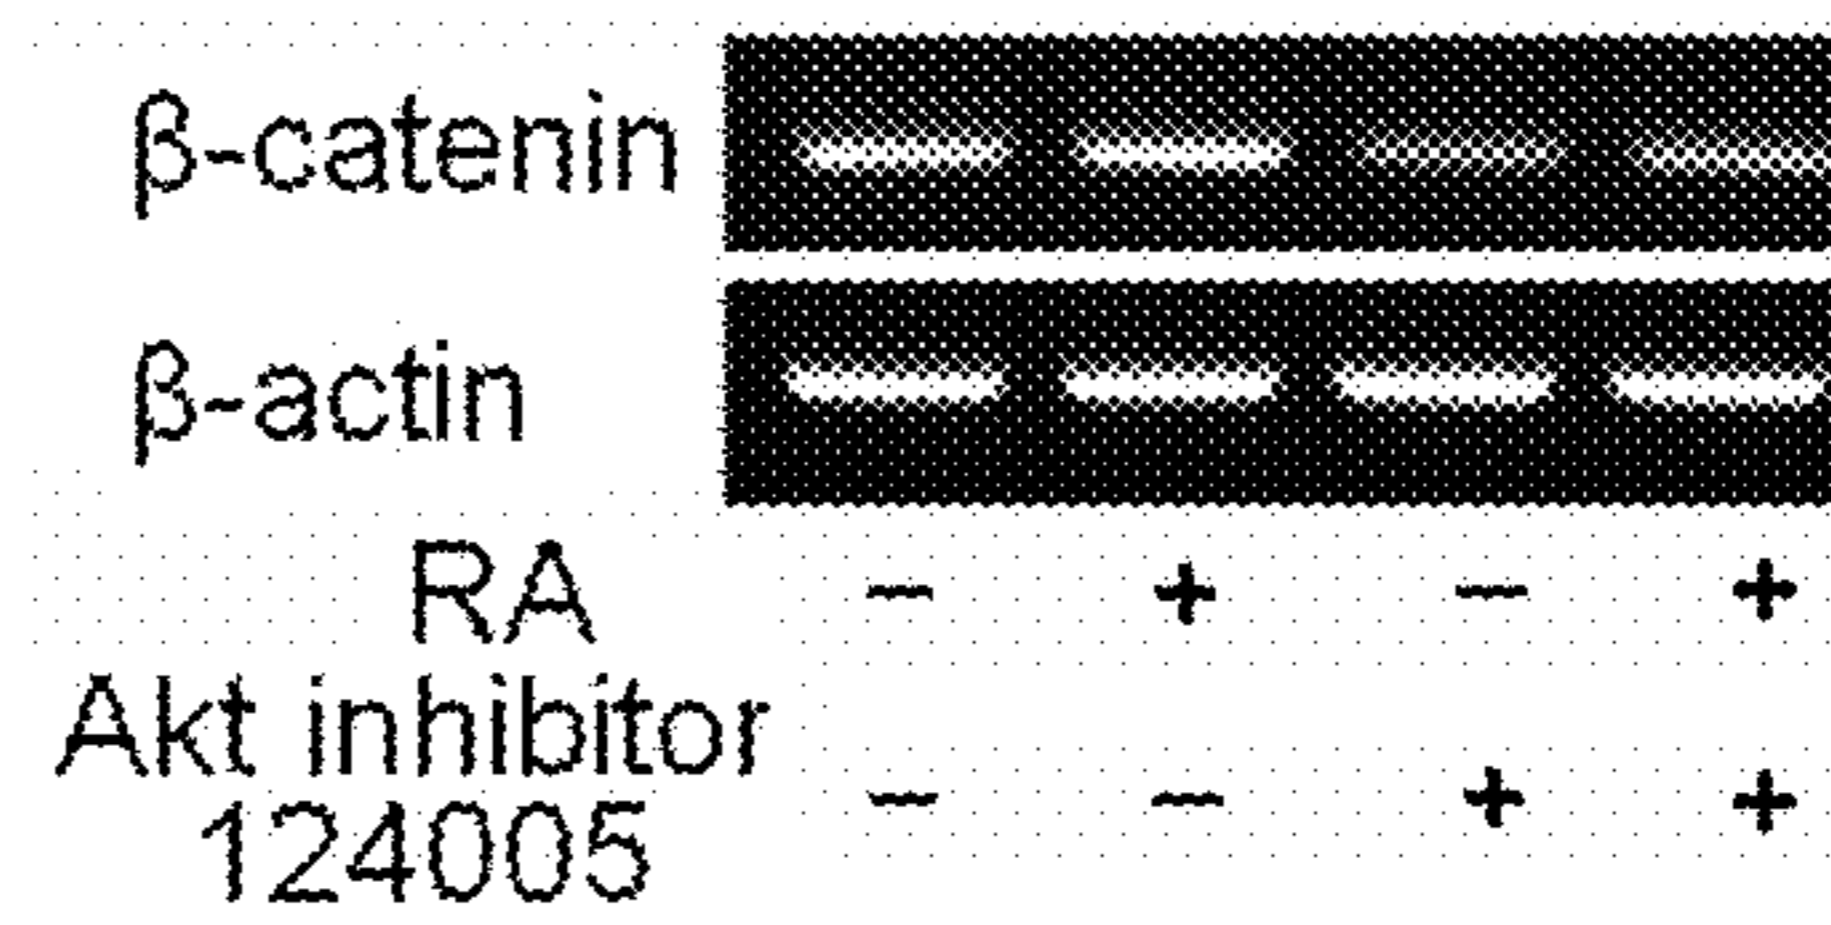 β-catenin
β-actin
RA − + − +
Akt inhibitor
124005 − − + +